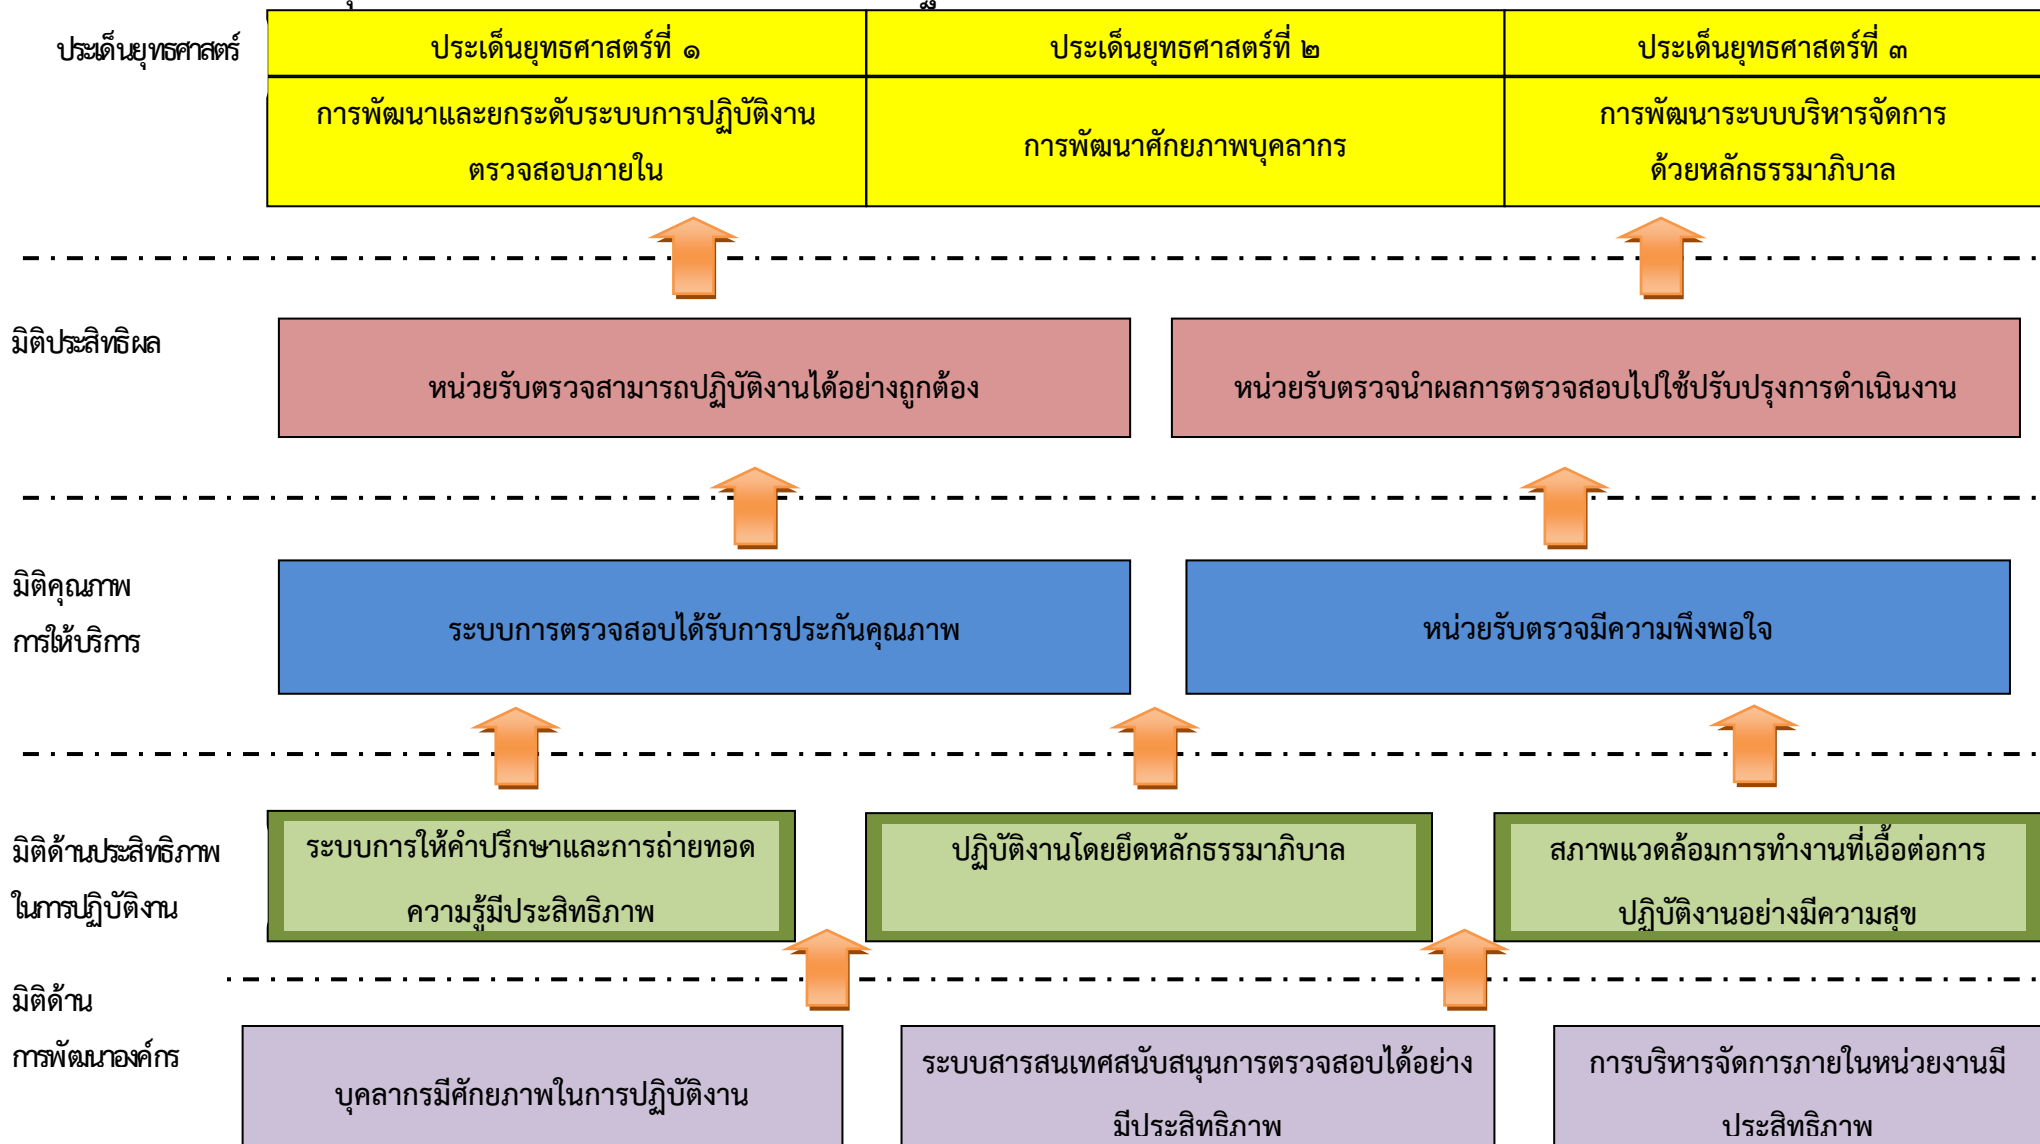 ประเด็นยุทธศาสตร์
ประเด็นยุทธศาสตร์ที่ ๑
ประเด็นยุทธศาสตร์ที่ ๒
ประเด็นยุทธศาสตร์ที่ ๓
การพัฒนาและยกระดับระบบการปฏิบัติงาน
ตรวจสอบภายใน
การพัฒนาศักยภาพบุคลากร
การพัฒนาระบบบริหารจัดการ
ด้วยหลักธรรมาภิบาล
มิติประสิทธิผล
หน่วยรับตรวจสามารถปฏิบัติงานได้อย่างถูกต้อง
หน่วยรับตรวจนำผลการตรวจสอบไปใช้ปรับปรุงการดำเนินงาน
มิติคุณภาพ
การให้บริการ
ระบบการตรวจสอบได้รับการประกันคุณภาพ
หน่วยรับตรวจมีความพึงพอใจ
มิติด้านประสิทธิภาพ
ในการปฏิบัติงาน
ระบบการให้คำปรึกษาและการถ่ายทอด
ความรู้มีประสิทธิภาพ
ปฏิบัติงานโดยยึดหลักธรรมาภิบาล
สภาพแวดล้อมการทำงานที่เอื้อต่อการ
ปฏิบัติงานอย่างมีความสุข
มิติด้าน
การพัฒนาองค์กร
บุคลากรมีศักยภาพในการปฏิบัติงาน
ระบบสารสนเทศสนับสนุนการตรวจสอบได้อย่าง
มีประสิทธิภาพ
การบริหารจัดการภายในหน่วยงานมี
ประสิทธิภาพ